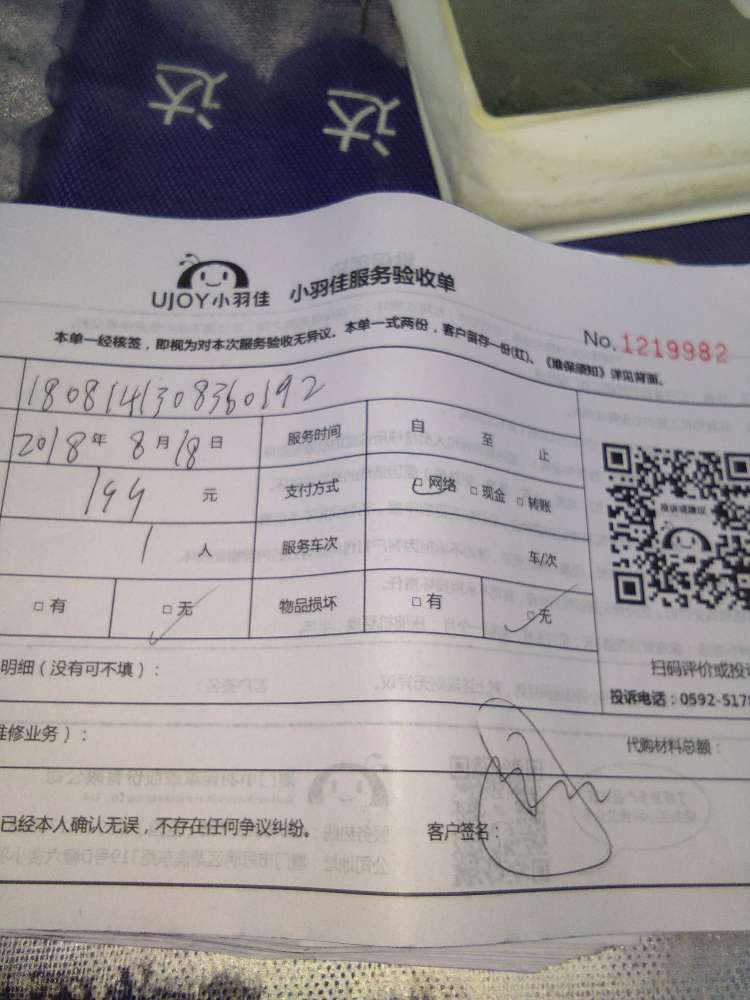 达 达
UJOY小羽佳 小羽佳服务验收单
No.1219982
本单一经核签，即视为对本次服务验收无异议。本单一式两份，客户留存一份(红)。《维保须知》详见背面。
1808141308360192
2018年 8月18日 服务时间 自 至 止
199元 支付方式 □网络 □现金 □转账
投诉或建议
1人 服务车次 车/次
□有 □无 物品损坏 □有 □无
明细（没有可不填）：
扫码评价或投
投诉电话：0592-517
维修业务）：
代购材料总额：
已经本人确认无误，不存在任何争议纠纷。
客户签名：